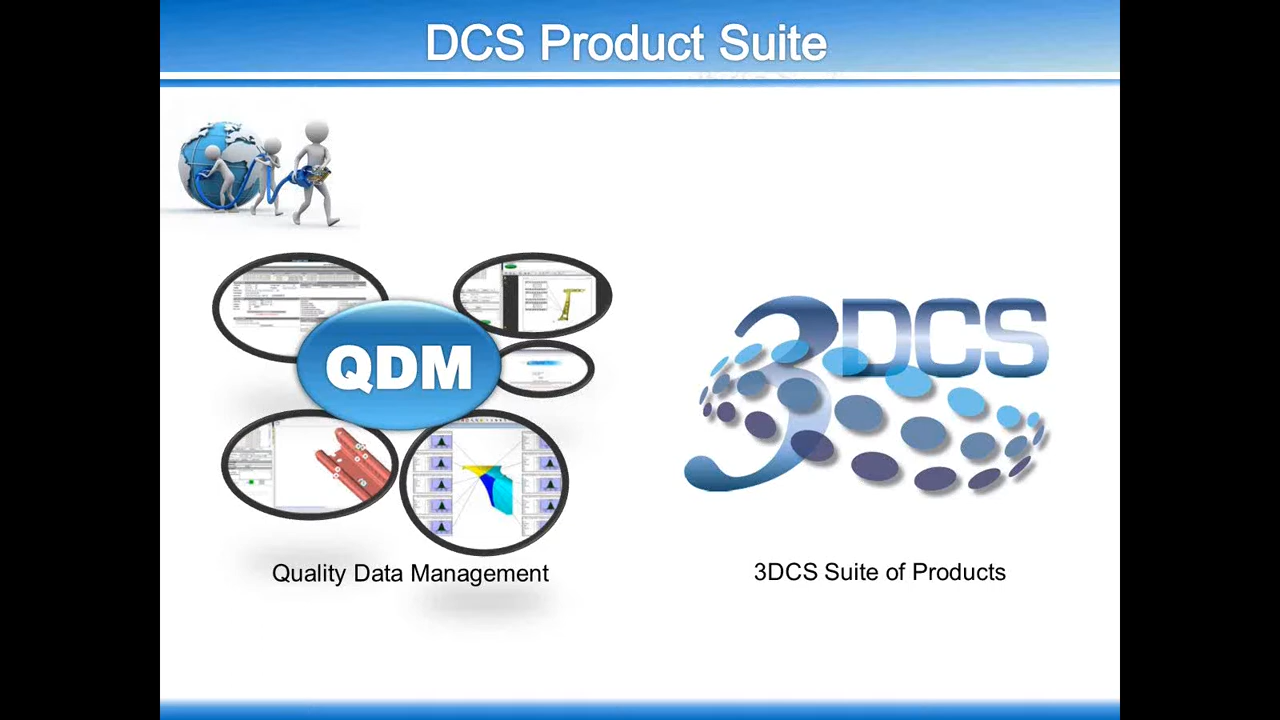 DCS Product Suite
QDM
3DCS
Quality Data Management
3DCS Suite of Products